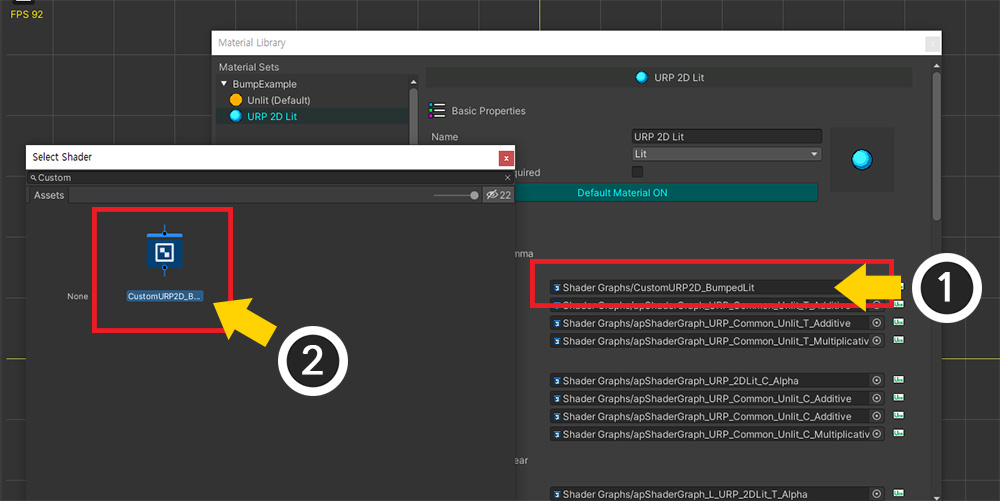 FPS 92
Material Library
Material Sets
BumpExample
Unlit (Default)
URP 2D Lit
URP 2D Lit
Basic Properties
Name
URP 2D Lit
Lit
quired
Default Material ON
mma
Shader Graphs/CustomURP2D_BumpedLit
Shader Graphs/apShaderGraph_URP_Common_Unlit_T_Additive
Shader Graphs/apShaderGraph_URP_Common_Unlit_T_Additive
Shader Graphs/apShaderGraph_URP_Common_Unlit_T_Multiplicativ
Shader Graphs/apShaderGraph_URP_2DLit_C_Alpha
Shader Graphs/apShaderGraph_URP_Common_Unlit_C_Additive
Shader Graphs/apShaderGraph_URP_Common_Unlit_C_Additive
Shader Graphs/apShaderGraph_URP_Common_Unlit_C_Multiplicativ
ear
Shader Graphs/apShaderGraph_L_URP_2DLit_T_Alpha
1
Select Shader
Custom
Assets
22
None
CustomURP2D_B...
2